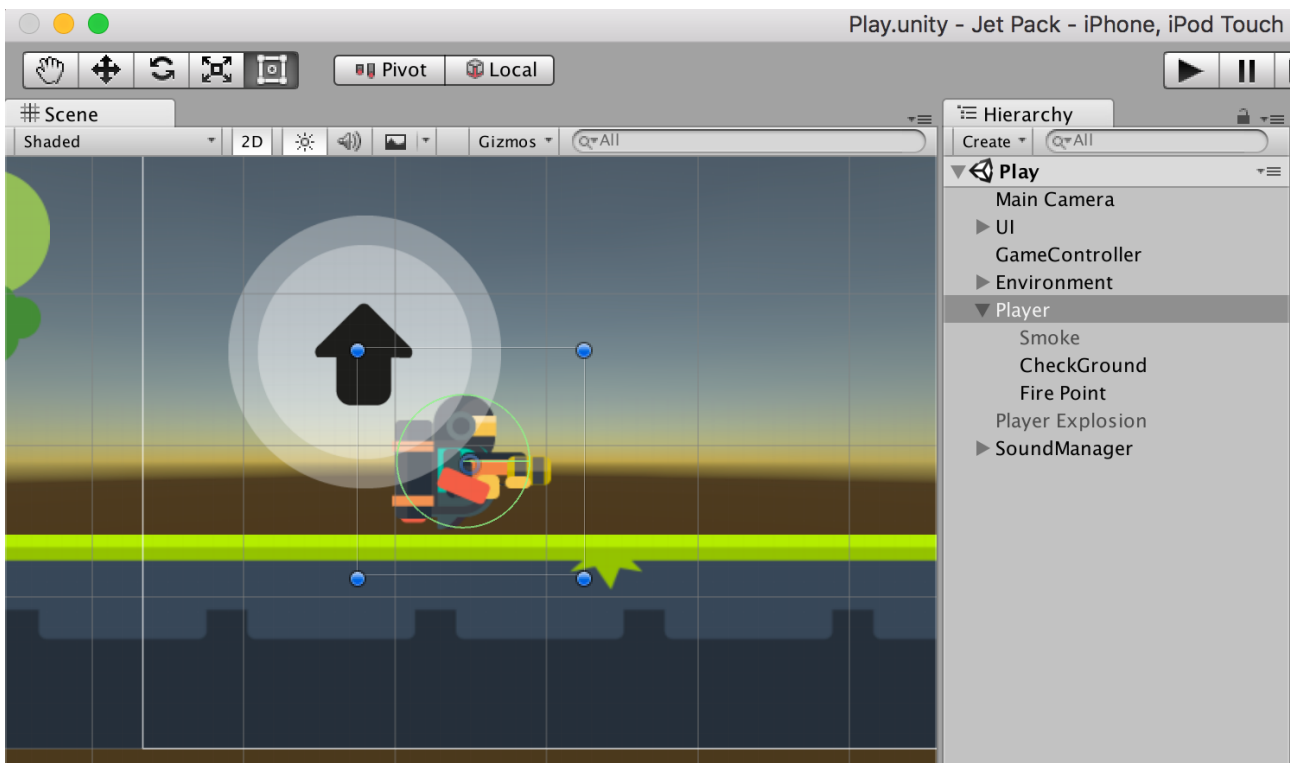 Play.unity - Jet Pack - iPhone, iPod Touch
Pivot Local
Scene
Shaded 2D Gizmos All
Hierarchy
Create All
Play
Main Camera
UI
GameController
Environment
Player
Smoke
CheckGround
Fire Point
Player Explosion
SoundManager